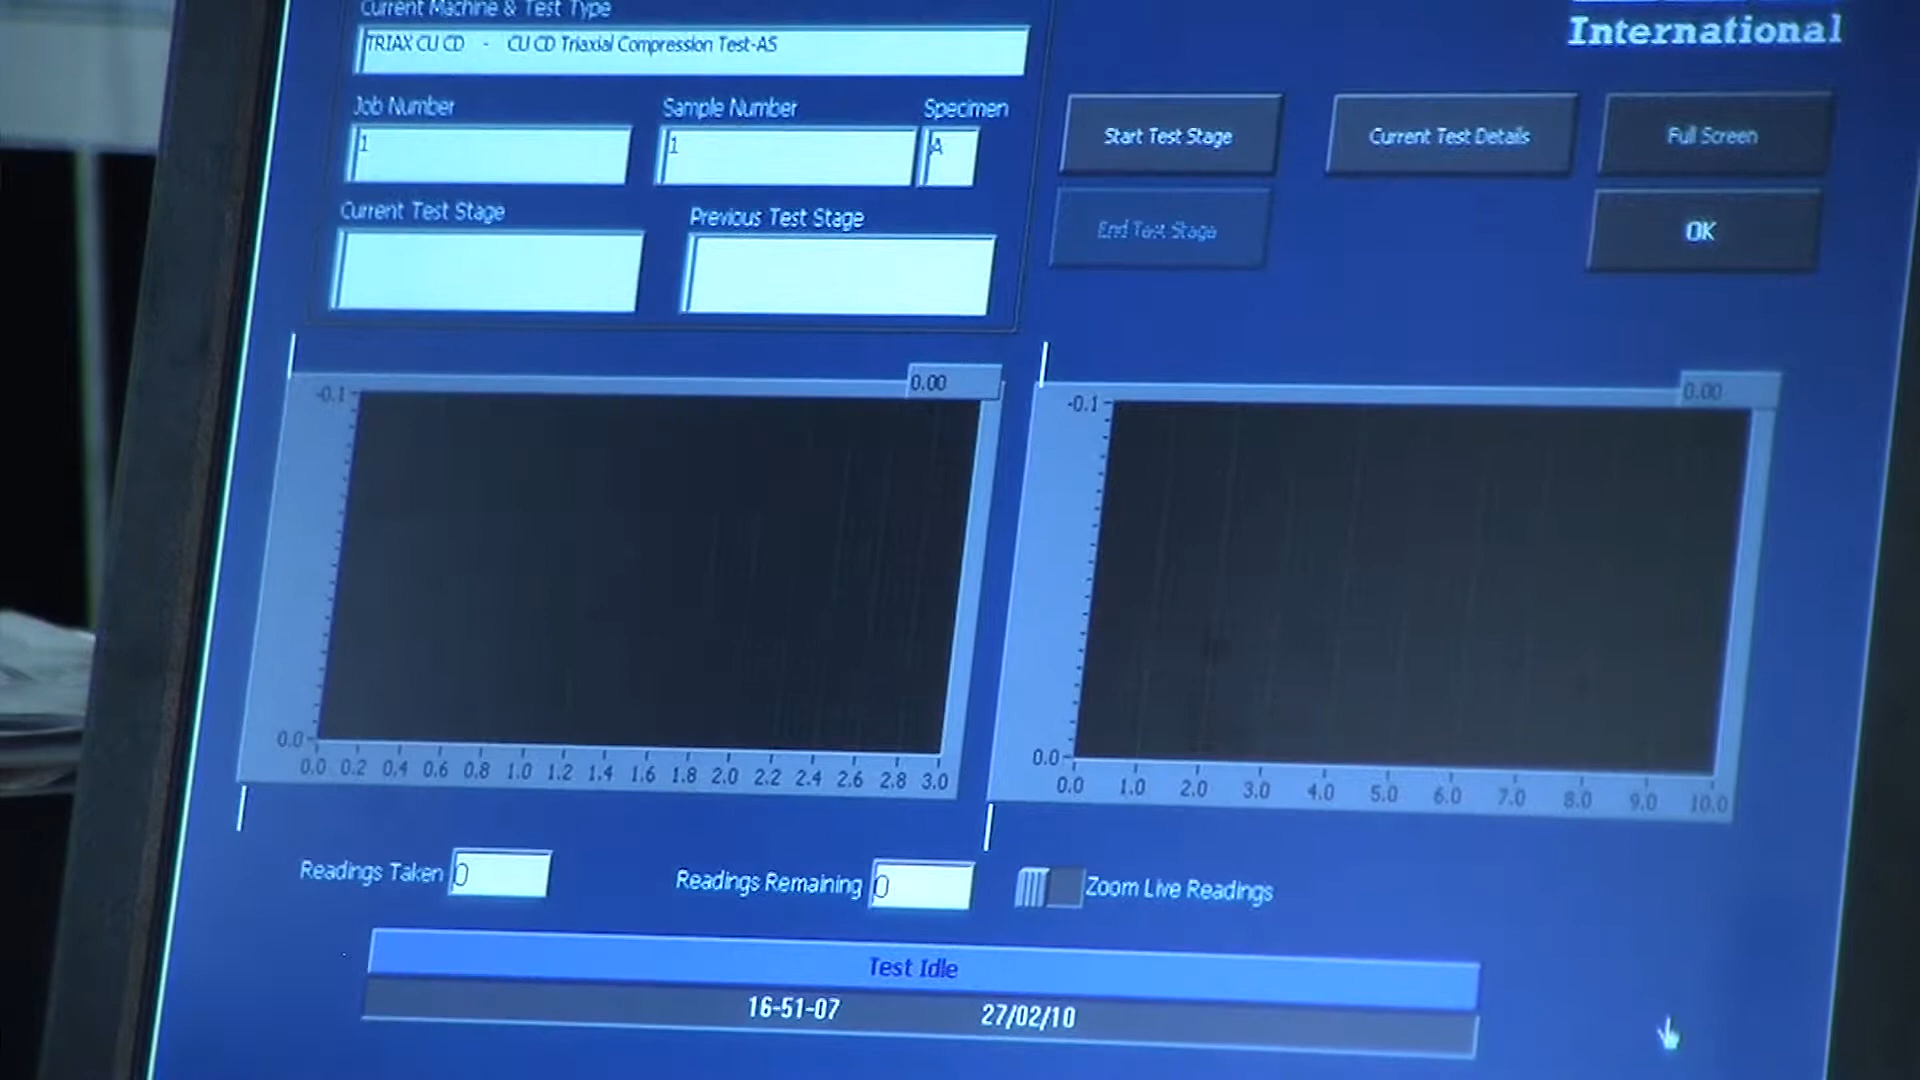 Current Machine & Test Type
International
TRIAX CU CD - CU CD Triaxial Compression Test-AS
Job Number Sample Number Specimen
1 1 A
Start Test Stage Current Test Details Full Screen
Current Test Stage Previous Test Stage
End Test Stage OK
0.00 0.00
-0.1 -0.1
0.0 0.0
0.0 0.2 0.4 0.6 0.8 1.0 1.2 1.4 1.6 1.8 2.0 2.2 2.4 2.6 2.8 3.0
0.0 1.0 2.0 3.0 4.0 5.0 6.0 7.0 8.0 9.0 10.0
Readings Taken 0 Readings Remaining 0 Zoom Live Readings
Test Idle
16-51-07 27/02/10